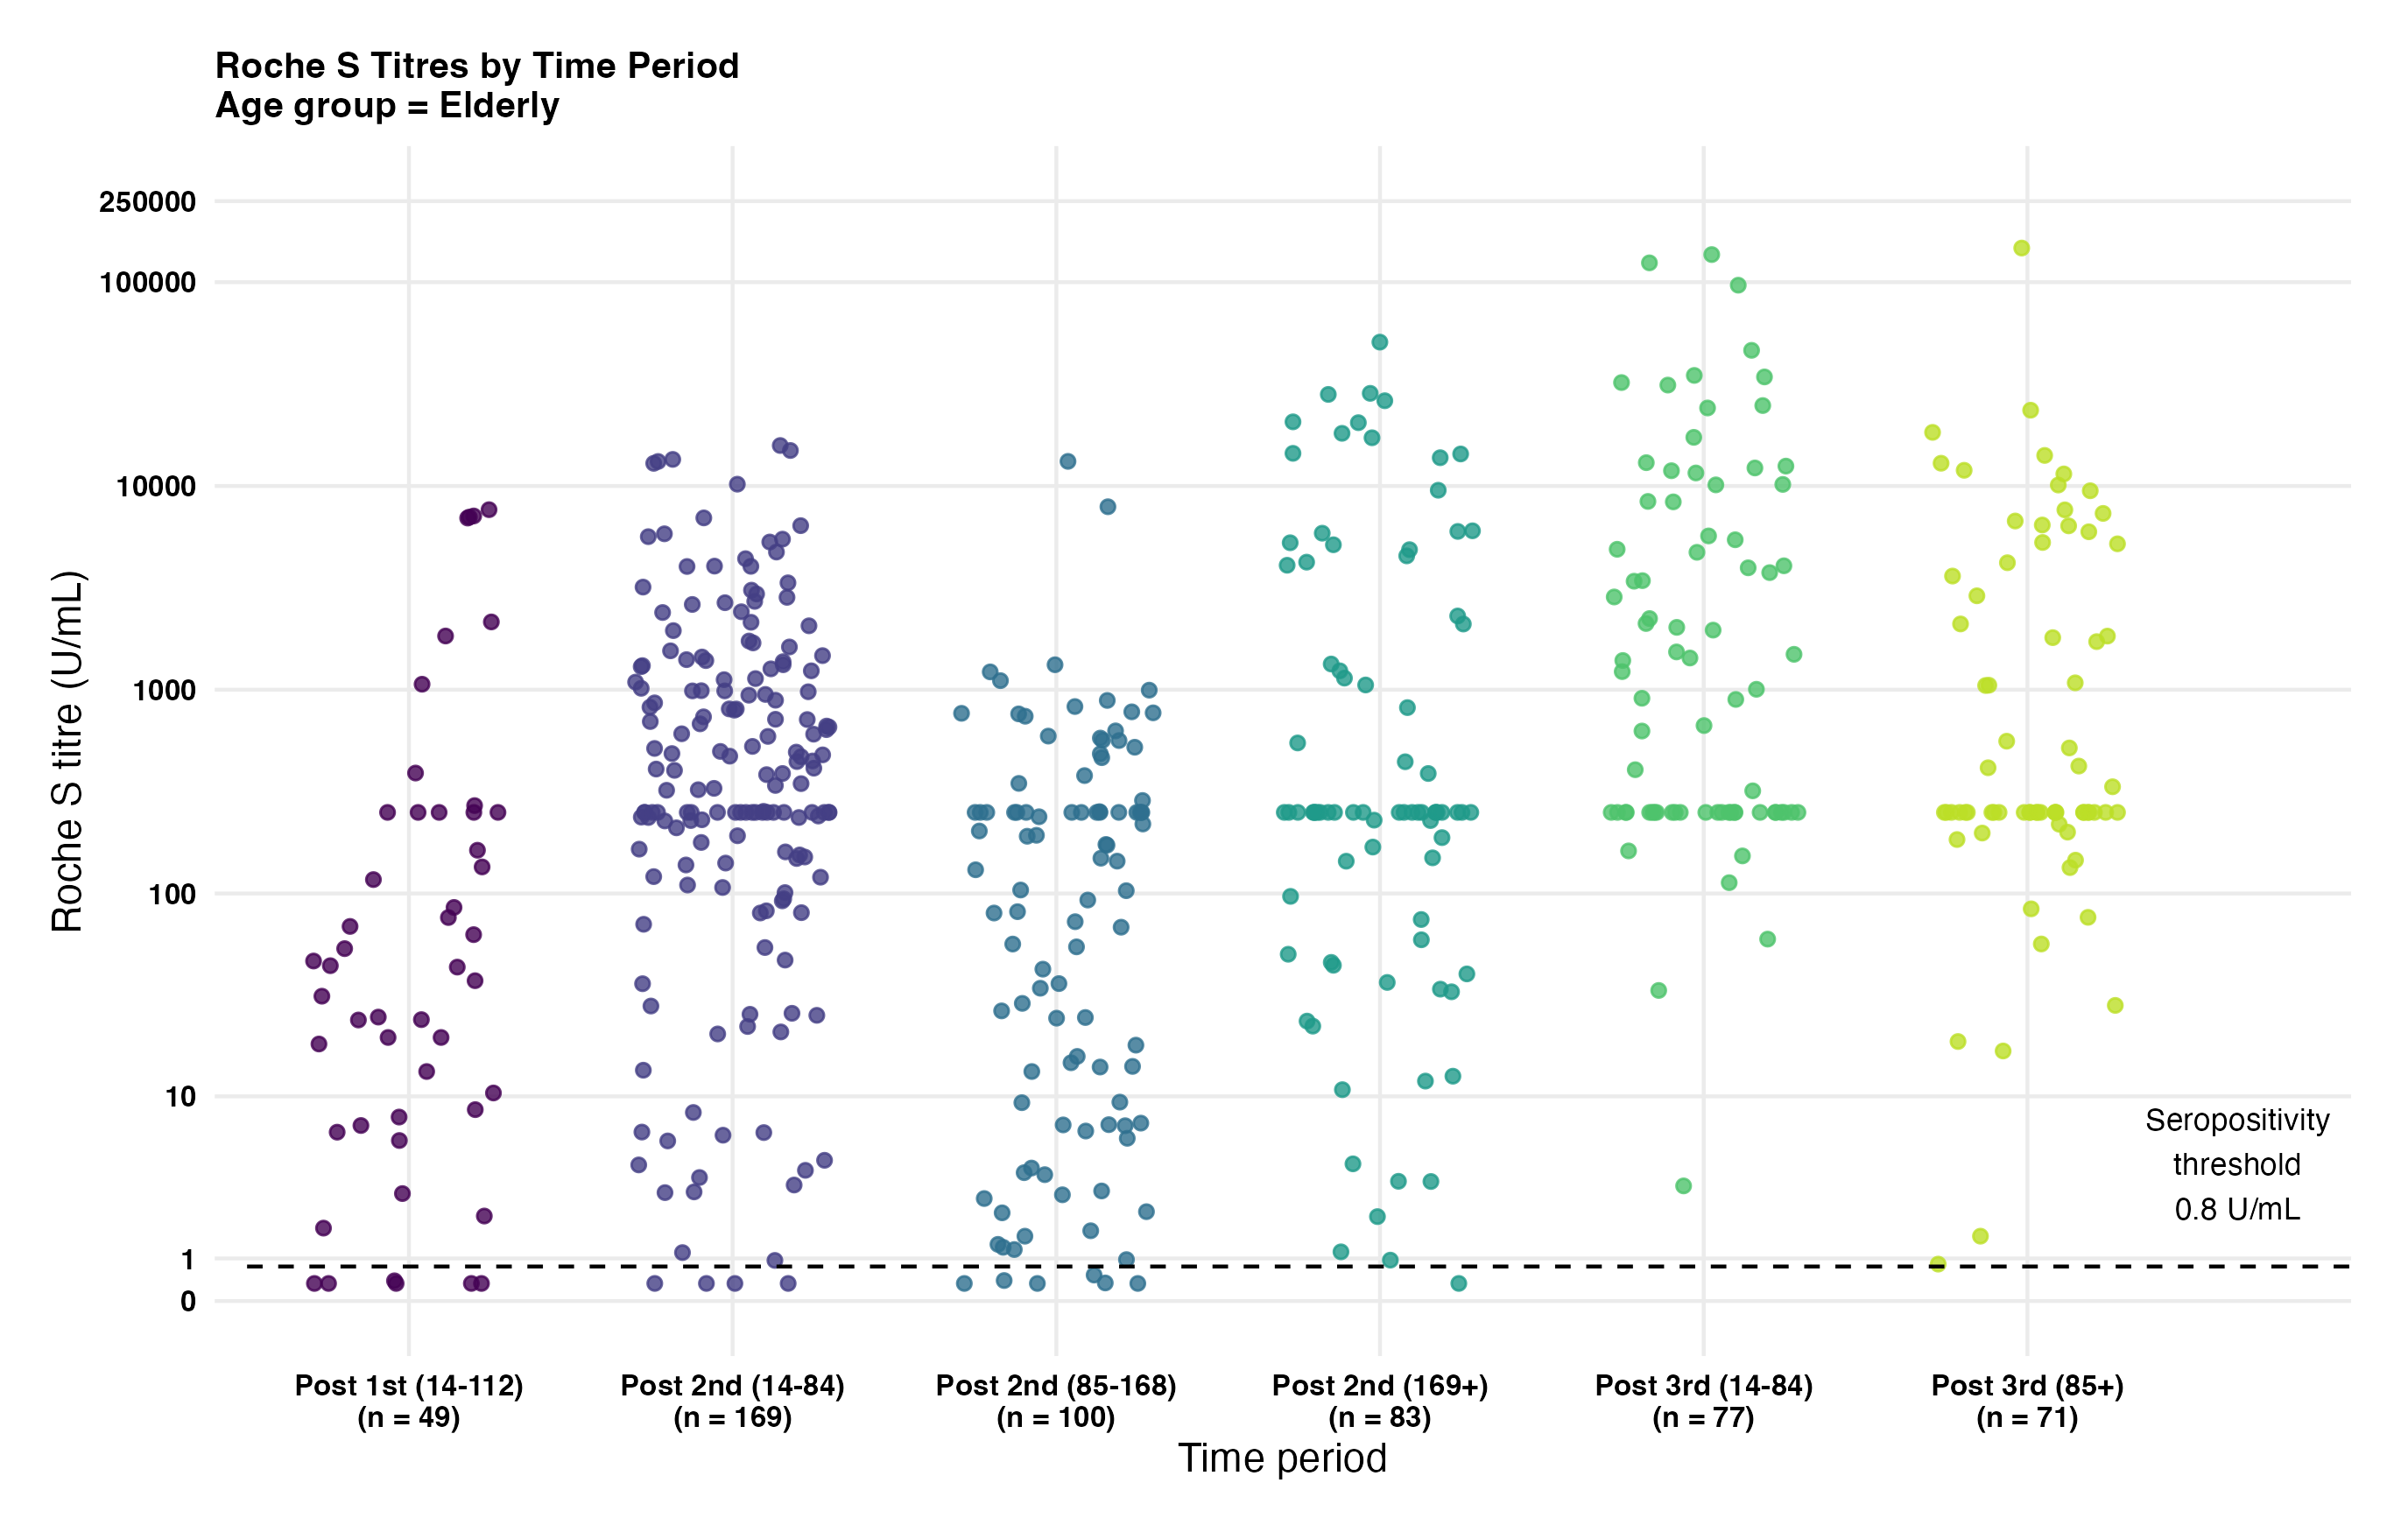 Roche S Titres by Time Period
Age group = Elderly
250000
100000
10000
1000
100
10
1
0
Roche S titre (U/mL)
Seropositivity
threshold
0.8 U/mL
Post 1st (14-112)
(n = 49)
Post 2nd (14-84)
(n = 169)
Post 2nd (85-168)
(n = 100)
Post 2nd (169+)
(n = 83)
Post 3rd (14-84)
(n = 77)
Post 3rd (85+)
(n = 71)
Time period